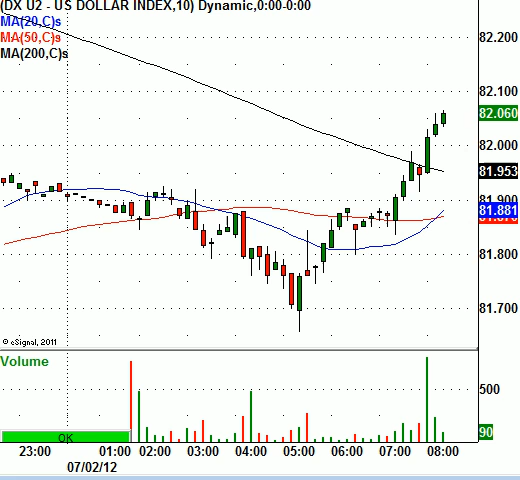 (DX U2 - US DOLLAR INDEX,10) Dynamic,0:00-0:00
MA(20,C)s
MA(50,C)s
MA(200,C)s
82.200
82.100
82.060
82.000
81.953
81.900
81.881
81.800
81.700
© eSignal, 2011
Volume
500
90
OK
23:00 01:00 02:00 03:00 04:00 05:00 06:00 07:00 08:00
07/02/12